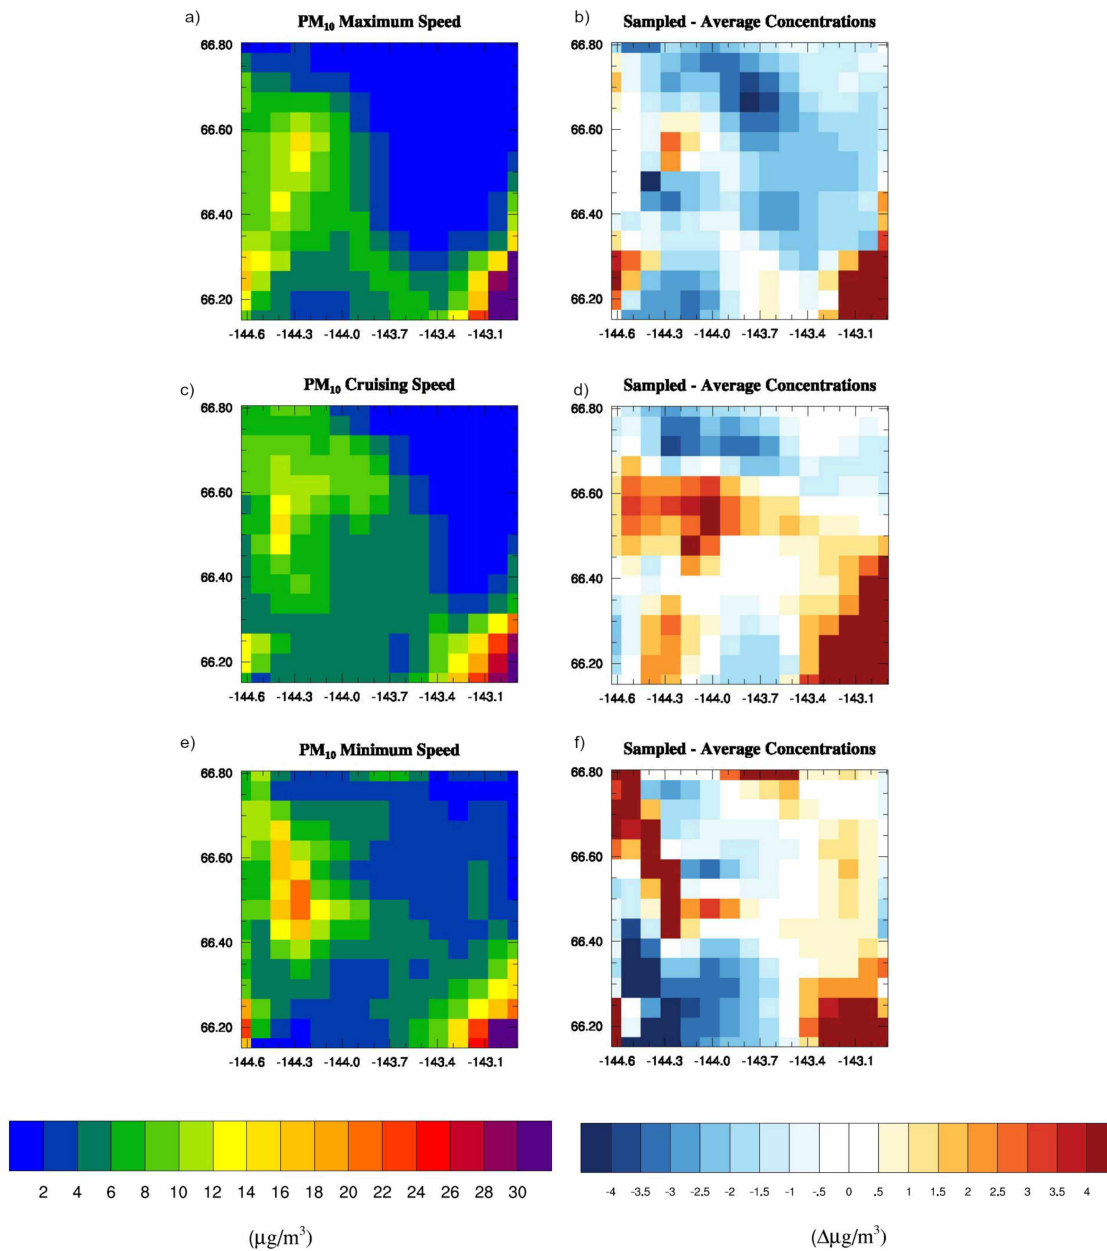 a) PM₁₀ Maximum Speed
b) Sampled - Average Concentrations
66.80
66.60
66.40
66.20
-144.6 -144.3 -144.0 -143.7 -143.4 -143.1
66.80
66.60
66.40
66.20
-144.6 -144.3 -144.0 -143.7 -143.4 -143.1
c) PM₁₀ Cruising Speed
d) Sampled - Average Concentrations
66.80
66.60
66.40
66.20
-144.6 -144.3 -144.0 -143.7 -143.4 -143.1
66.80
66.60
66.40
66.20
-144.6 -144.3 -144.0 -143.7 -143.4 -143.1
e) PM₁₀ Minimum Speed
f) Sampled - Average Concentrations
66.80
66.60
66.40
66.20
-144.6 -144.3 -144.0 -143.7 -143.4 -143.1
66.80
66.60
66.40
66.20
-144.6 -144.3 -144.0 -143.7 -143.4 -143.1
2 4 6 8 10 12 14 16 18 20 22 24 26 28 30
(µg/m³)
-4 -3.5 -3 -2.5 -2 -1.5 -1 -.5 0 .5 1 1.5 2 2.5 3 3.5 4
(Δµg/m³)